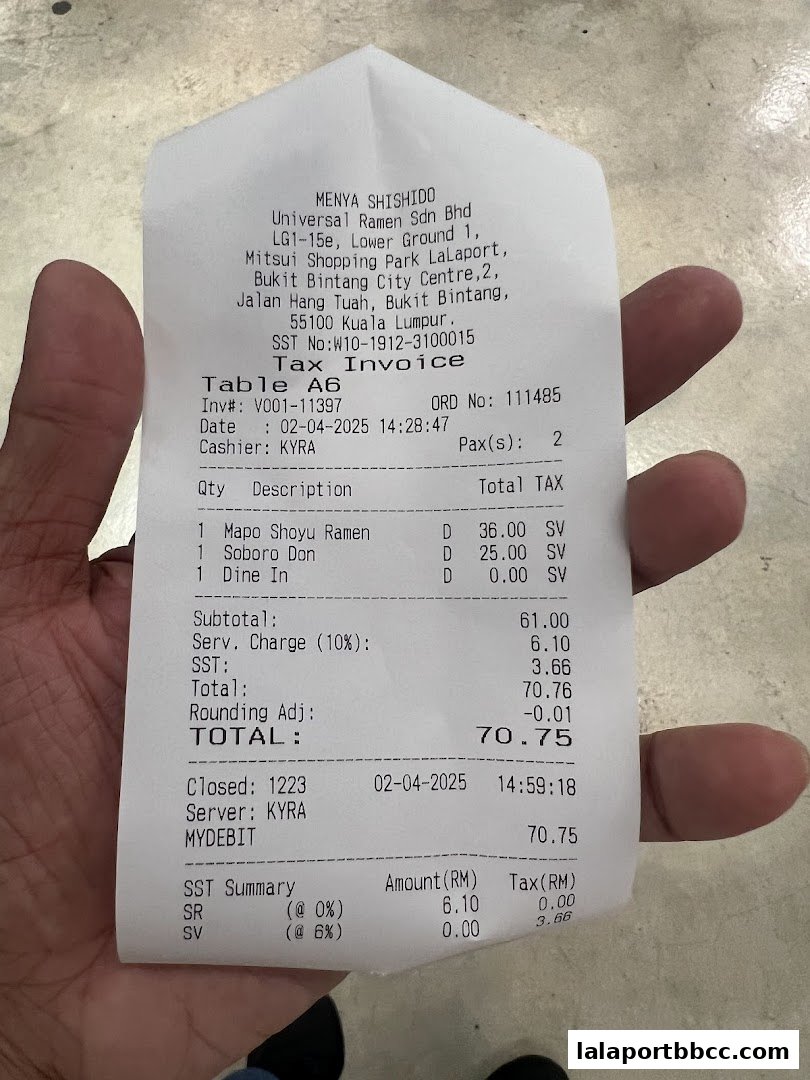 MENYA SHISHIDO
Universal Ramen Sdn Bhd
LG1-15e, Lower Ground 1,
Mitsui Shopping Park LaLaport,
Bukit Bintang City Centre,2,
Jalan Hang Tuah, Bukit Bintang,
55100 Kuala Lumpur.
SST No:W10-1912-3100015
Tax Invoice
Table A6
Inv#: V001-11397 ORD No: 111485
Date : 02-04-2025 14:28:47
Cashier: KYRA Pax(s): 2
Qty Description Total TAX
1 Mapo Shoyu Ramen D 36.00 SV
1 Soboro Don D 25.00 SV
1 Dine In D 0.00 SV
Subtotal: 61.00
Serv. Charge (10%): 6.10
SST: 3.66
Total: 70.76
Rounding Adj: -0.01
TOTAL: 70.75
Closed: 1223 02-04-2025 14:59:18
Server: KYRA
MYDEBIT 70.75
SST Summary Amount(RM) Tax(RM)
SR (@ 0%) 6.10 0.00
SV (@ 6%) 0.00 3.66
lalaportbbcc.com